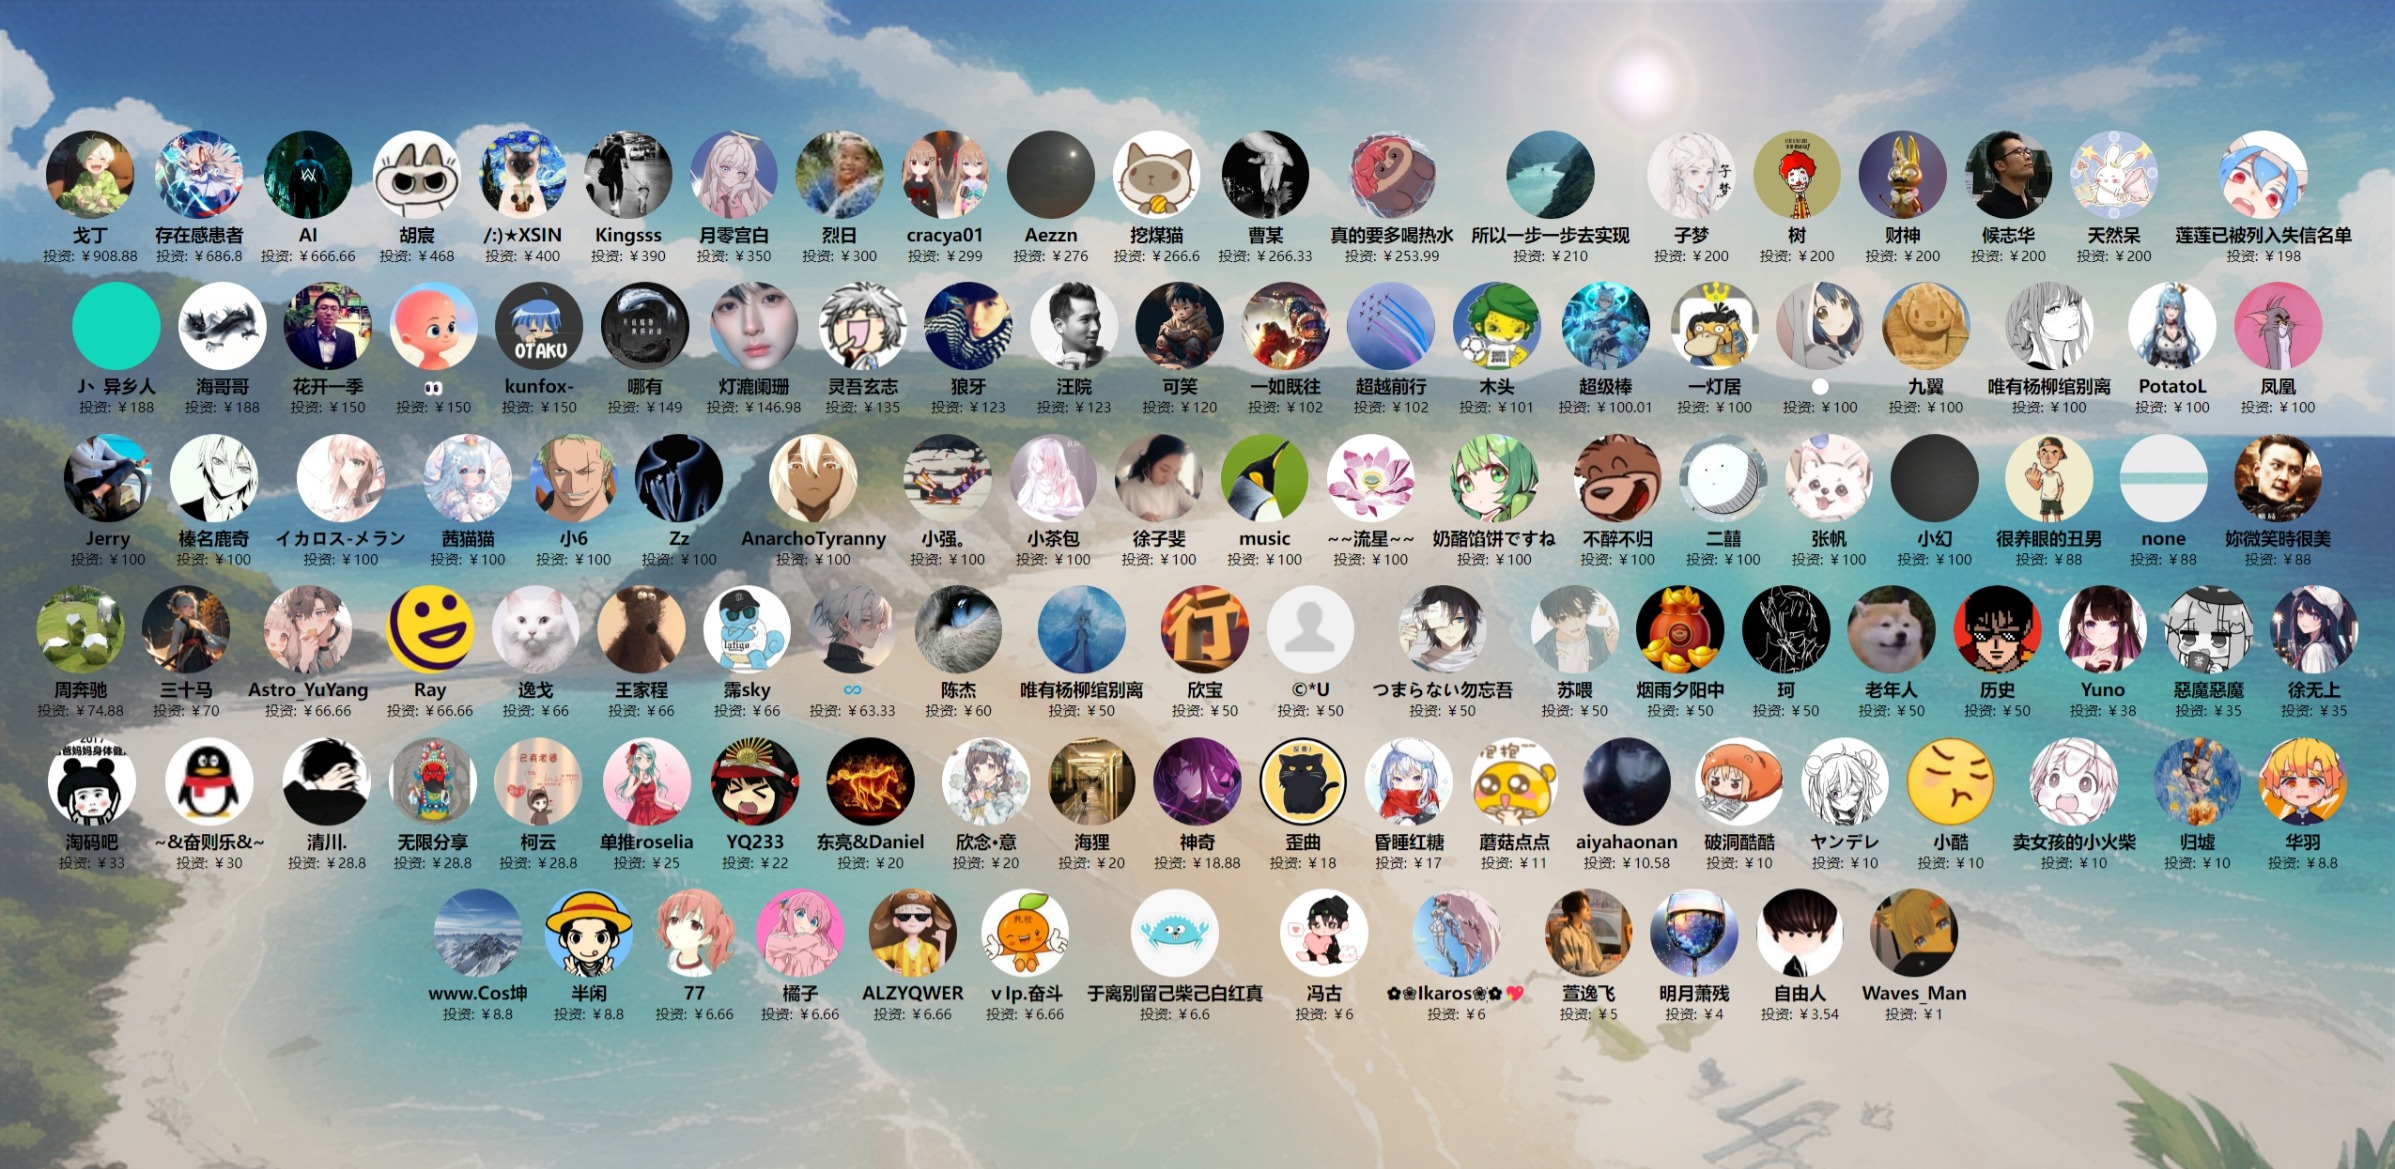 戈丁 存在感患者 AI 胡宸 /:)★XSIN Kingsss 月零宫白 烈日 cracya01 Aezzn 挖煤猫 曹某 真的要多喝热水 所以一步一步去实现 子梦 树 财神 候志华 天然呆 莲莲已被列入失信名单
投资: ￥908.88 投资: ￥686.8 投资: ￥666.66 投资: ￥468 投资: ￥400 投资: ￥390 投资: ￥350 投资: ￥300 投资: ￥299 投资: ￥276 投资: ￥266.6 投资: ￥266.33 投资: ￥253.99 投资: ￥210 投资: ￥200 投资: ￥200 投资: ￥200 投资: ￥200 投资: ￥200 投资: ￥198
OTAKU
J丶 异乡人 海哥哥 花开一季 👀 kunfox- 哪有 灯漉阑珊 灵吾玄志 狼牙 汪院 可笑 一如既往 超越前行 木头 超级棒 一灯居 ● 九翼 唯有杨柳绾别离 PotatoL 凤凰
投资: ￥188 投资: ￥188 投资: ￥150 投资: ￥150 投资: ￥150 投资: ￥149 投资: ￥146.98 投资: ￥135 投资: ￥123 投资: ￥123 投资: ￥120 投资: ￥102 投资: ￥102 投资: ￥101 投资: ￥100.01 投资: ￥100 投资: ￥100 投资: ￥100 投资: ￥100 投资: ￥100 投资: ￥100
Jerry 榛名鹿奇 イカロス-メラン 茜猫猫 小6 Zz AnarchoTyranny 小强。 小茶包 徐子斐 music ~~流星~~ 奶酪馅饼ですね 不醉不归 二囍 张帆 小幻 很养眼的丑男 none 妳微笑時很美
投资: ￥100 投资: ￥100 投资: ￥100 投资: ￥100 投资: ￥100 投资: ￥100 投资: ￥100 投资: ￥100 投资: ￥100 投资: ￥100 投资: ￥100 投资: ￥100 投资: ￥100 投资: ￥100 投资: ￥100 投资: ￥100 投资: ￥100 投资: ￥88 投资: ￥88 投资: ￥88
行
周奔驰 三十马 Astro_YuYang Ray 逸戈 王家程 霈sky ∞ 陈杰 唯有杨柳绾别离 欣宝 ©*U つまらない勿忘吾 苏喂 烟雨夕阳中 珂 老年人 历史 Yuno 惡魔惡魔 徐无上
投资: ￥74.88 投资: ￥70 投资: ￥66.66 投资: ￥66.66 投资: ￥66 投资: ￥66 投资: ￥66 投资: ￥63.33 投资: ￥60 投资: ￥50 投资: ￥50 投资: ￥50 投资: ￥50 投资: ￥50 投资: ￥50 投资: ￥50 投资: ￥50 投资: ￥50 投资: ￥38 投资: ￥35 投资: ￥35
淘码吧 ~&奋则乐&~ 清川. 无限分享 柯云 单推roselia YQ233 东亮&Daniel 欣念•意 海狸 神奇 歪曲 昏睡红糖 蘑菇点点 aiyahaonan 破洞酷酷 ヤンデレ 小酷 卖女孩的小火柴 归墟 华羽
投资: ￥33 投资: ￥30 投资: ￥28.8 投资: ￥28.8 投资: ￥28.8 投资: ￥25 投资: ￥22 投资: ￥20 投资: ￥20 投资: ￥20 投资: ￥18.88 投资: ￥18 投资: ￥17 投资: ￥11 投资: ￥10.58 投资: ￥10 投资: ￥10 投资: ￥10 投资: ￥10 投资: ￥10 投资: ￥8.8
www.Cos坤 半闲 77 橘子 ALZYQWER v lp.奋斗 于离别留己柴己白红真 冯古 ✿❀Ikaros❀✿💖 萱逸飞 明月萧残 自由人 Waves_Man
投资: ￥8.8 投资: ￥8.8 投资: ￥6.66 投资: ￥6.66 投资: ￥6.66 投资: ￥6.66 投资: ￥6.6 投资: ￥6 投资: ￥6 投资: ￥5 投资: ￥4 投资: ￥3.54 投资: ￥1